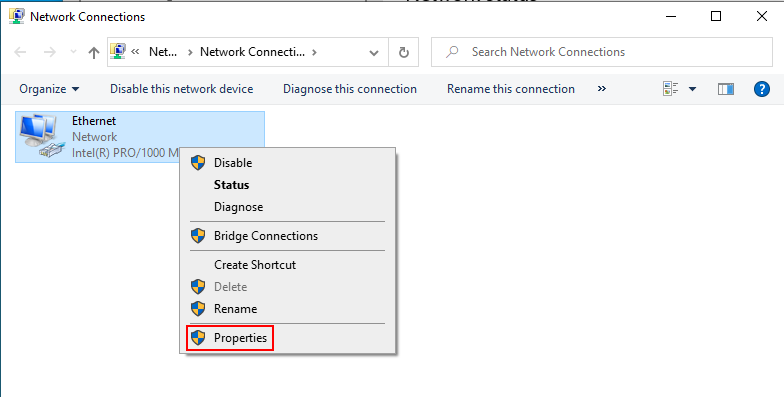 Network Connections
Net... Network Connecti...
Search Network Connections
Organize Disable this network device Diagnose this connection Rename this connection »
Ethernet
Network
Intel(R) PRO/1000 M
Disable
Status
Diagnose
Bridge Connections
Create Shortcut
Delete
Rename
Properties